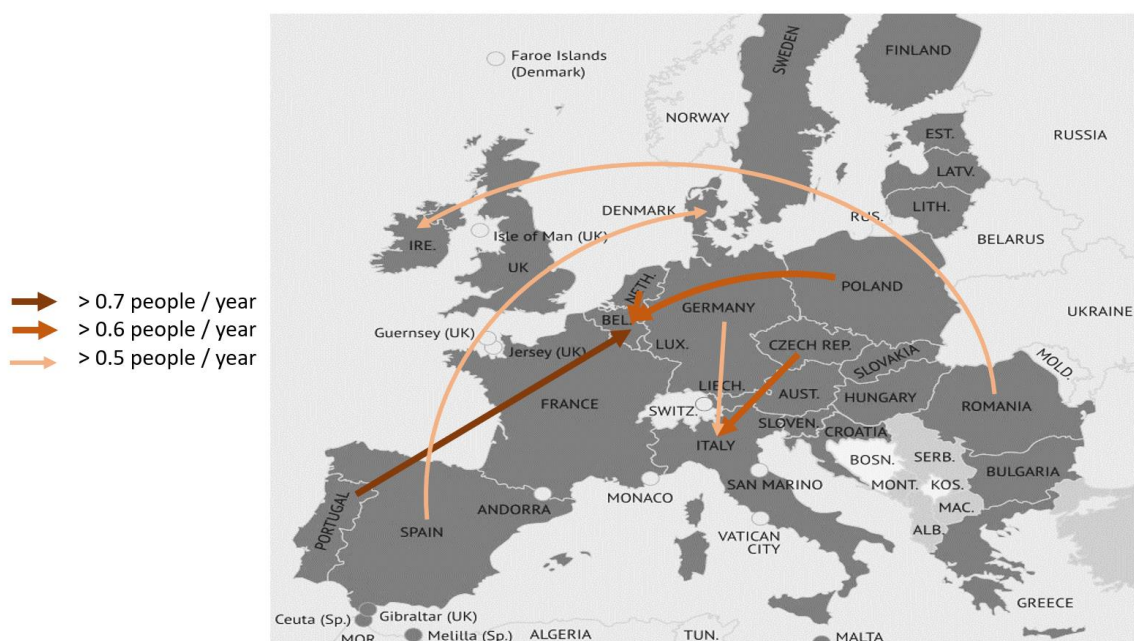 > 0.7 people / year
> 0.6 people / year
> 0.5 people / year
Faroe Islands
(Denmark)
SWEDEN
FINLAND
NORWAY
RUSSIA
EST.
LATV.
LITH.
RUS.
DENMARK
BELARUS
IRE.
Isle of Man (UK)
UK
NETH.
POLAND
GERMANY
BEL.
UKRAINE
Guernsey (UK)
Jersey (UK)
LUX.
CZECH REP.
SLOVAKIA
MOLD.
LIECH.
AUST.
HUNGARY
FRANCE
SWITZ.
ROMANIA
SLOVEN.
CROATIA
ITALY
BOSN.
SERB.
SAN MARINO
MONT.
KOS.
BULGARIA
MONACO
ANDORRA
MAC.
PORTUGAL
SPAIN
VATICAN
CITY
ALB.
GREECE
Ceuta (Sp.)
Gibraltar (UK)
MOR.
Melilla (Sp.)
ALGERIA
TUN.
MALTA